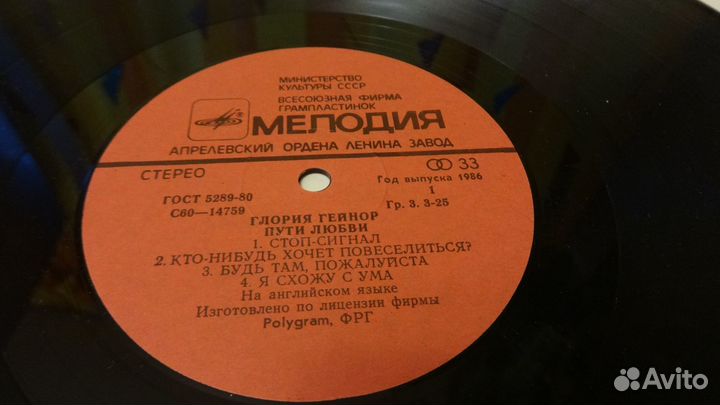 МИНИСТЕРСТВО
КУЛЬТУРЫ СССР
ВСЕСОЮЗНАЯ ФИРМА
ГРАМПЛАСТИНОК
МЕЛОДИЯ
АПРЕЛЕВСКИЙ ОРДЕНА ЛЕНИНА ЗАВОД
СТЕРЕО
33
ГОСТ 5289-80
Год выпуска 1986
С60—14759
1
Гр. 3. 3-25
ГЛОРИЯ ГЕЙНОР
ПУТИ ЛЮБВИ
1. СТОП-СИГНАЛ
2. КТО-НИБУДЬ ХОЧЕТ ПОВЕСЕЛИТЬСЯ?
3. БУДЬ ТАМ, ПОЖАЛУЙСТА
4. Я СХОЖУ С УМА
На английском языке
Изготовлено по лицензии фирмы
Polygram, ФРГ
Avito